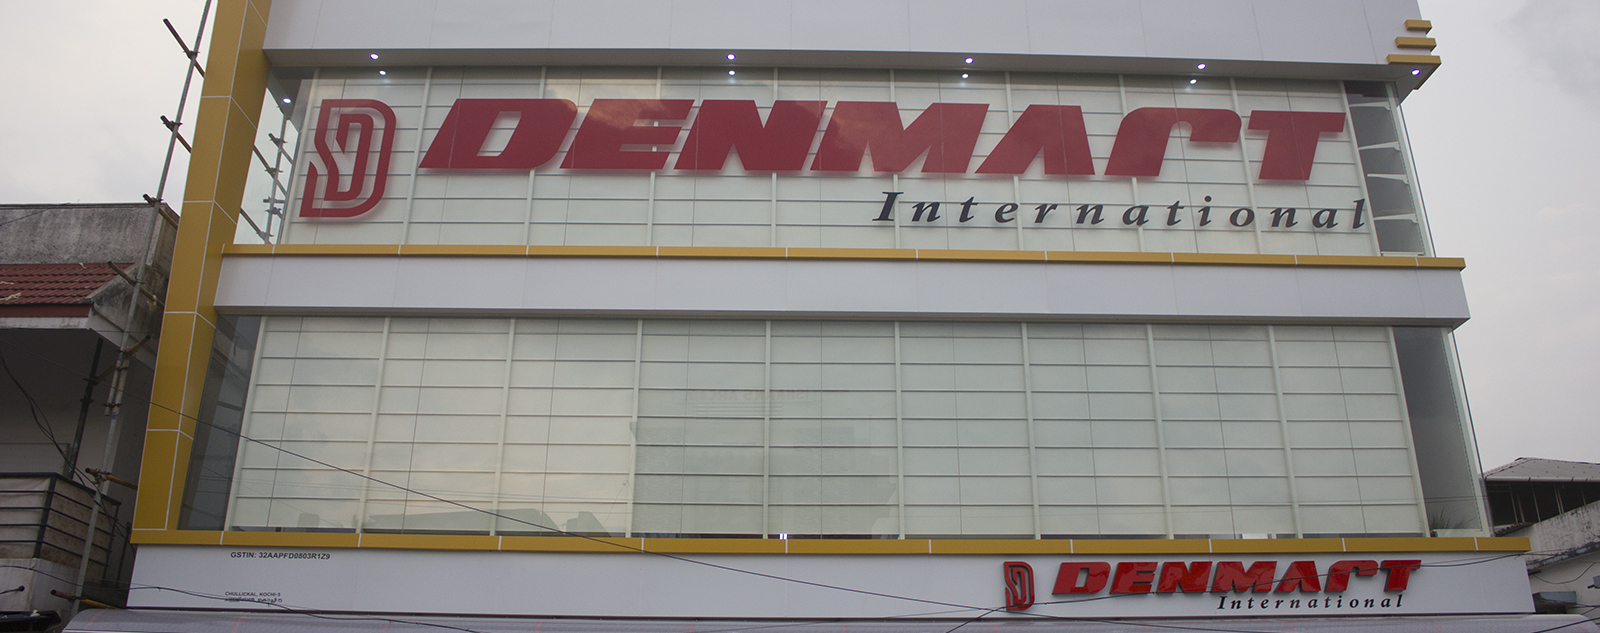 DENMART
International
GSTIN: 32AAPFD0803R1Z9
CHULLICKAL, KOCHI-5
DENMART
International